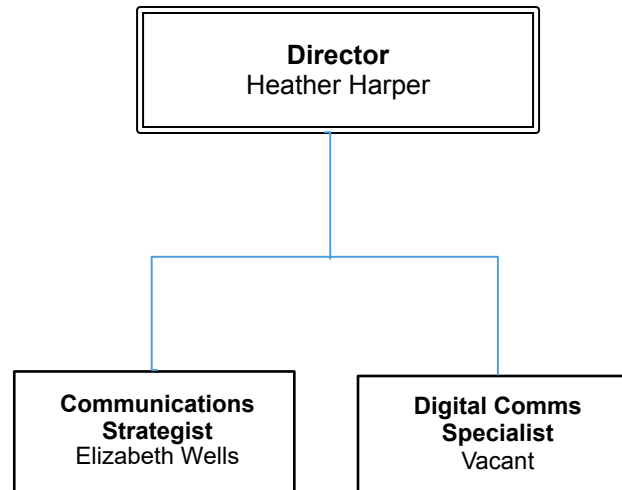 Director
Heather Harper
Communications
Strategist
Elizabeth Wells
Digital Comms
Specialist
Vacant